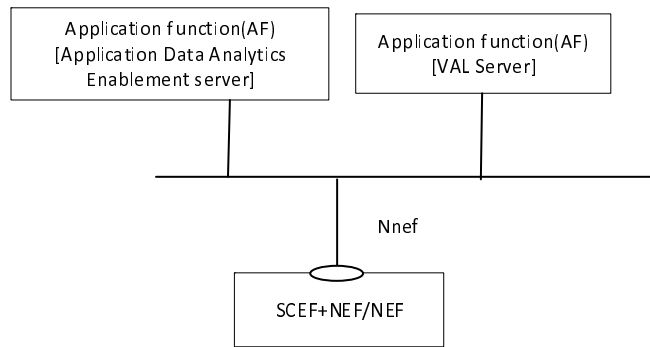 Application function(AF)
[Application Data Analytics
Enablement server]
Application function(AF)
[VAL Server]
Nnef
SCEF+NEF/NEF